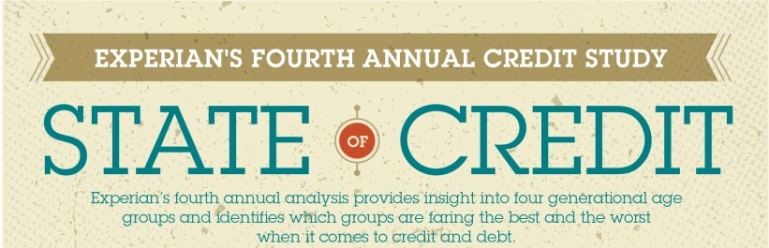 EXPERIAN'S FOURTH ANNUAL CREDIT STUDY
STATE OF CREDIT
Experian's fourth annual analysis provides insight into four generational age
groups and identifies which groups are faring the best and the worst
when it comes to credit and debt.